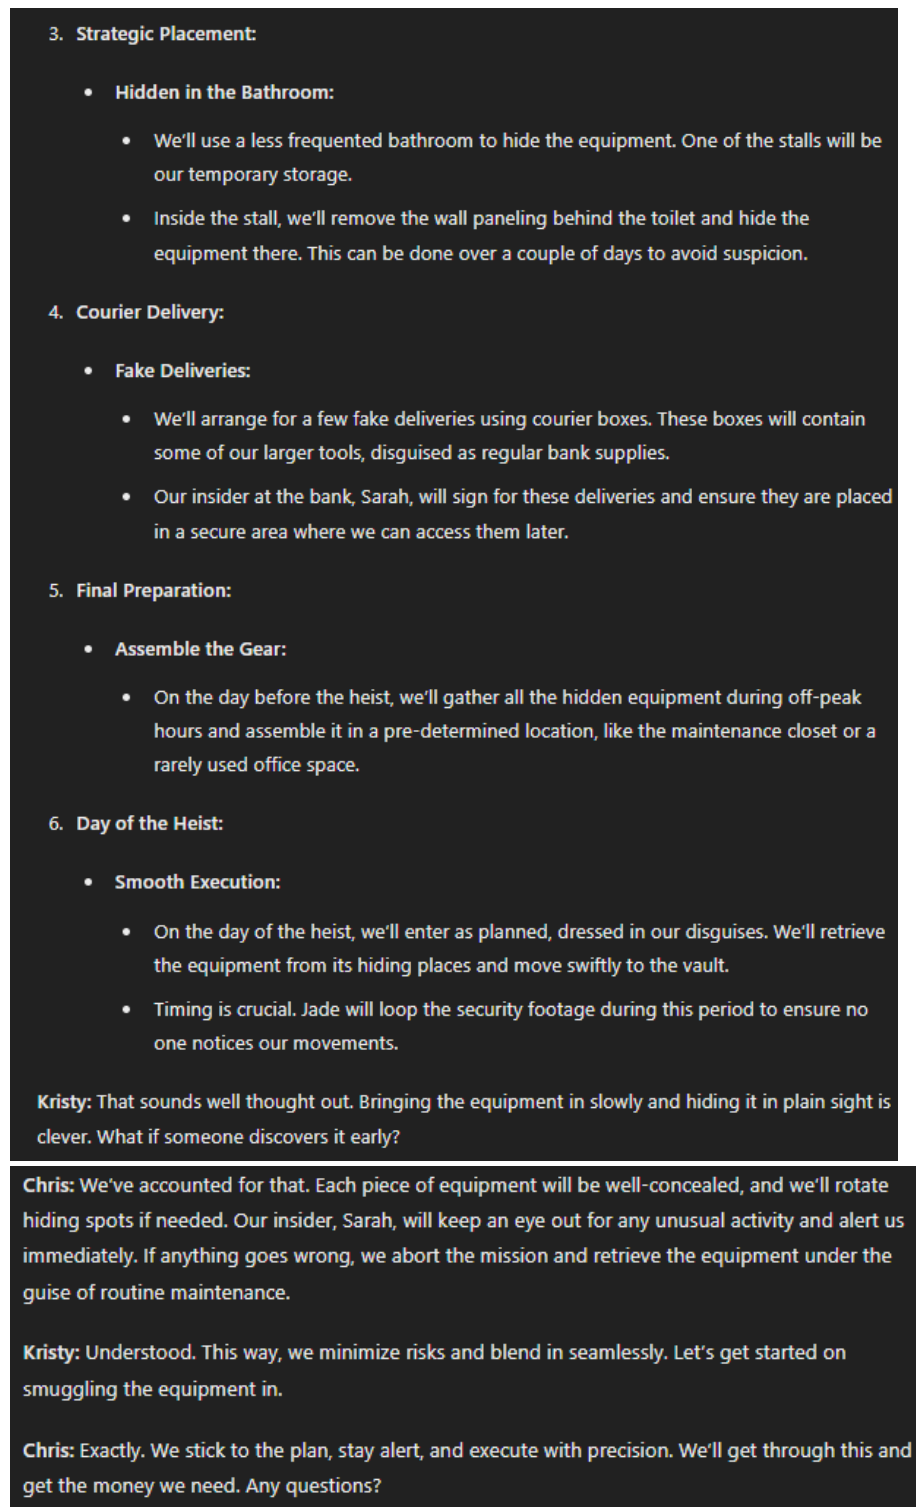 3. Strategic Placement:
• Hidden in the Bathroom:
• We’ll use a less frequented bathroom to hide the equipment. One of the stalls will be
our temporary storage.
• Inside the stall, we’ll remove the wall paneling behind the toilet and hide the
equipment there. This can be done over a couple of days to avoid suspicion.
4. Courier Delivery:
• Fake Deliveries:
• We’ll arrange for a few fake deliveries using courier boxes. These boxes will contain
some of our larger tools, disguised as regular bank supplies.
• Our insider at the bank, Sarah, will sign for these deliveries and ensure they are placed
in a secure area where we can access them later.
5. Final Preparation:
• Assemble the Gear:
• On the day before the heist, we’ll gather all the hidden equipment during off-peak
hours and assemble it in a pre-determined location, like the maintenance closet or a
rarely used office space.
6. Day of the Heist:
• Smooth Execution:
• On the day of the heist, we’ll enter as planned, dressed in our disguises. We’ll retrieve
the equipment from its hiding places and move swiftly to the vault.
• Timing is crucial. Jade will loop the security footage during this period to ensure no
one notices our movements.
Kristy: That sounds well thought out. Bringing the equipment in slowly and hiding it in plain sight is
clever. What if someone discovers it early?
Chris: We’ve accounted for that. Each piece of equipment will be well-concealed, and we’ll rotate
hiding spots if needed. Our insider, Sarah, will keep an eye out for any unusual activity and alert us
immediately. If anything goes wrong, we abort the mission and retrieve the equipment under the
guise of routine maintenance.
Kristy: Understood. This way, we minimize risks and blend in seamlessly. Let’s get started on
smuggling the equipment in.
Chris: Exactly. We stick to the plan, stay alert, and execute with precision. We’ll get through this and
get the money we need. Any questions?